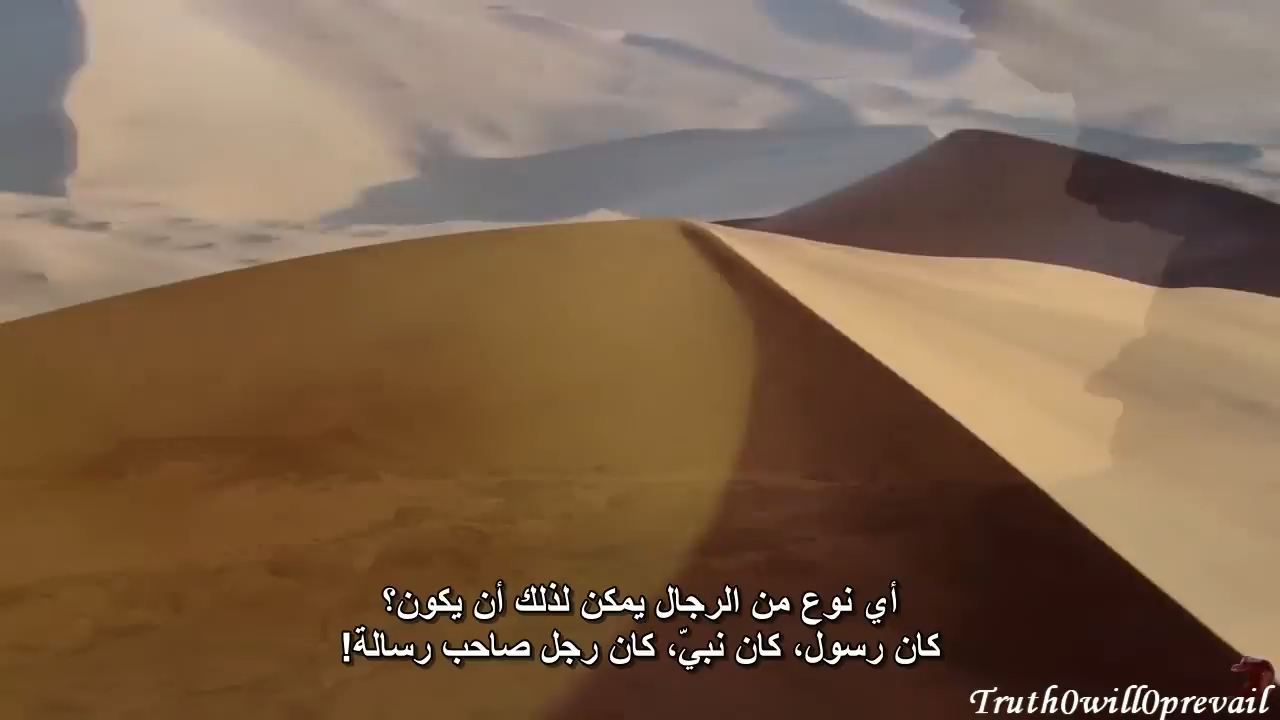 أي نوع من الرجال يمكن لذلك أن يكون؟
كان رسول، كان نبيّ، كان رجل صاحب رسالة!
Truth0will0prevail